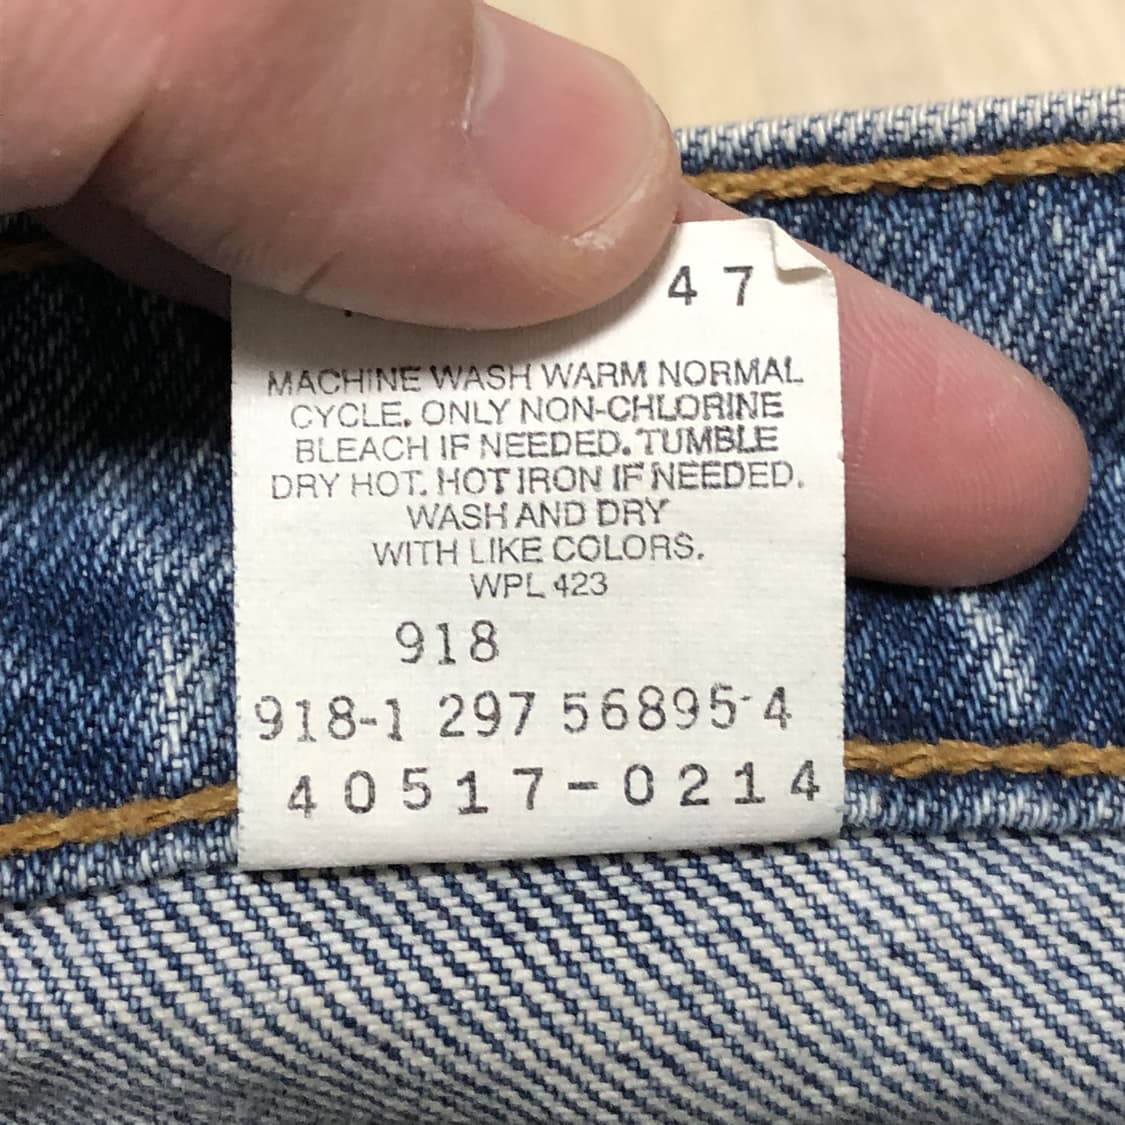 47
MACHINE WASH WARM NORMAL
CYCLE. ONLY NON-CHLORINE
BLEACH IF NEEDED. TUMBLE
DRY HOT. HOT IRON IF NEEDED.
WASH AND DRY
WITH LIKE COLORS.
WPL 423
918
918-1 297 56895-4
40517-0214